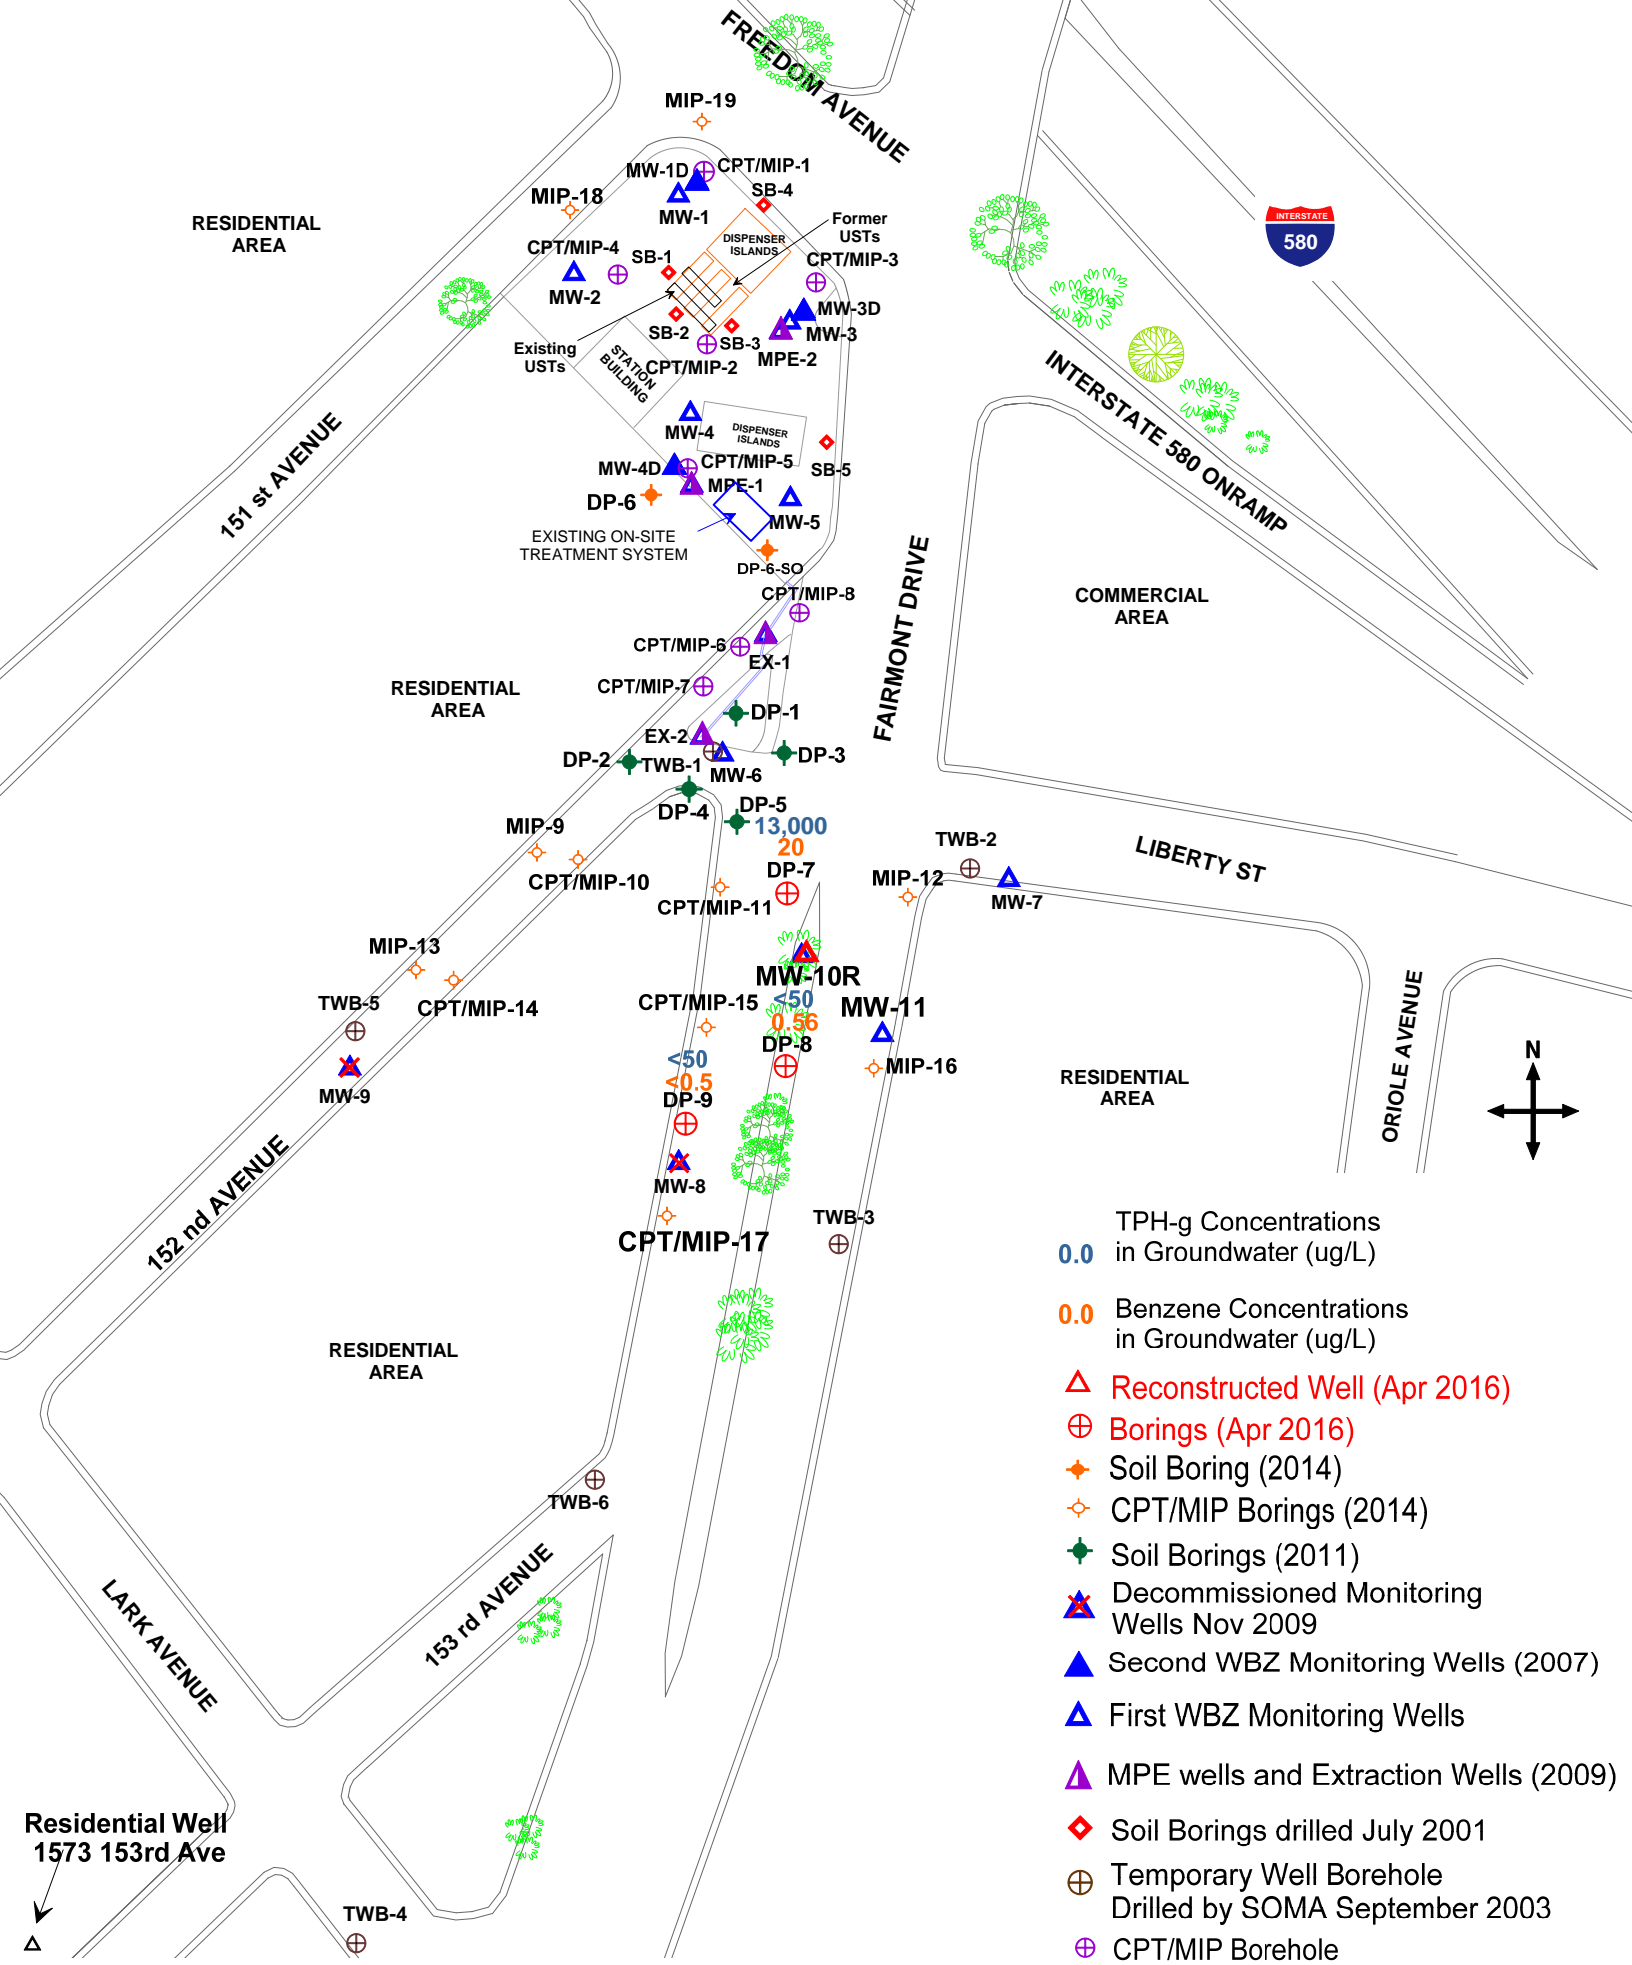 FREEDOM AVENUE
MIP-19
MW-1D
CPT/MIP-1
SB-4
MIP-18
MW-1
Former
USTs
RESIDENTIAL
AREA
INTERSTATE
580
DISPENSER
ISLANDS
CPT/MIP-4
SB-1
CPT/MIP-3
MW-2
MW-3D
SB-2
SB-3
MW-3
Existing
USTs
STATION
BUILDING
CPT/MIP-2
MPE-2
INTERSTATE 580 ONRAMP
MW-4
DISPENSER
ISLANDS
151 st AVENUE
MW-4D
CPT/MIP-5
SB-5
MPE-1
DP-6
MW-5
EXISTING ON-SITE
TREATMENT SYSTEM
DP-6-SO
FAIRMONT DRIVE
CPT/MIP-8
COMMERCIAL
AREA
CPT/MIP-6
EX-1
RESIDENTIAL
AREA
CPT/MIP-7
DP-1
EX-2
DP-2
TWB-1
MW-6
DP-3
DP-4
DP-5
13,000
20
DP-7
MIP-9
CPT/MIP-10
CPT/MIP-11
TWB-2
MIP-12
MW-7
LIBERTY ST
MIP-13
CPT/MIP-14
MW-10R
<50
0.56
DP-8
TWB-5
CPT/MIP-15
MW-11
<50
<0.5
DP-9
MIP-16
MW-9
RESIDENTIAL
AREA
ORIOLE AVENUE
N
152 nd AVENUE
MW-8
CPT/MIP-17
TWB-3
RESIDENTIAL
AREA
TWB-6
153 rd AVENUE
LARK AVENUE
Residential Well
1573 153rd Ave
TWB-4
TPH-g Concentrations
0.0 in Groundwater (ug/L)
0.0 Benzene Concentrations
in Groundwater (ug/L)
Reconstructed Well (Apr 2016)
Borings (Apr 2016)
Soil Boring (2014)
CPT/MIP Borings (2014)
Soil Borings (2011)
Decommissioned Monitoring
Wells Nov 2009
Second WBZ Monitoring Wells (2007)
First WBZ Monitoring Wells
MPE wells and Extraction Wells (2009)
Soil Borings drilled July 2001
Temporary Well Borehole
Drilled by SOMA September 2003
CPT/MIP Borehole